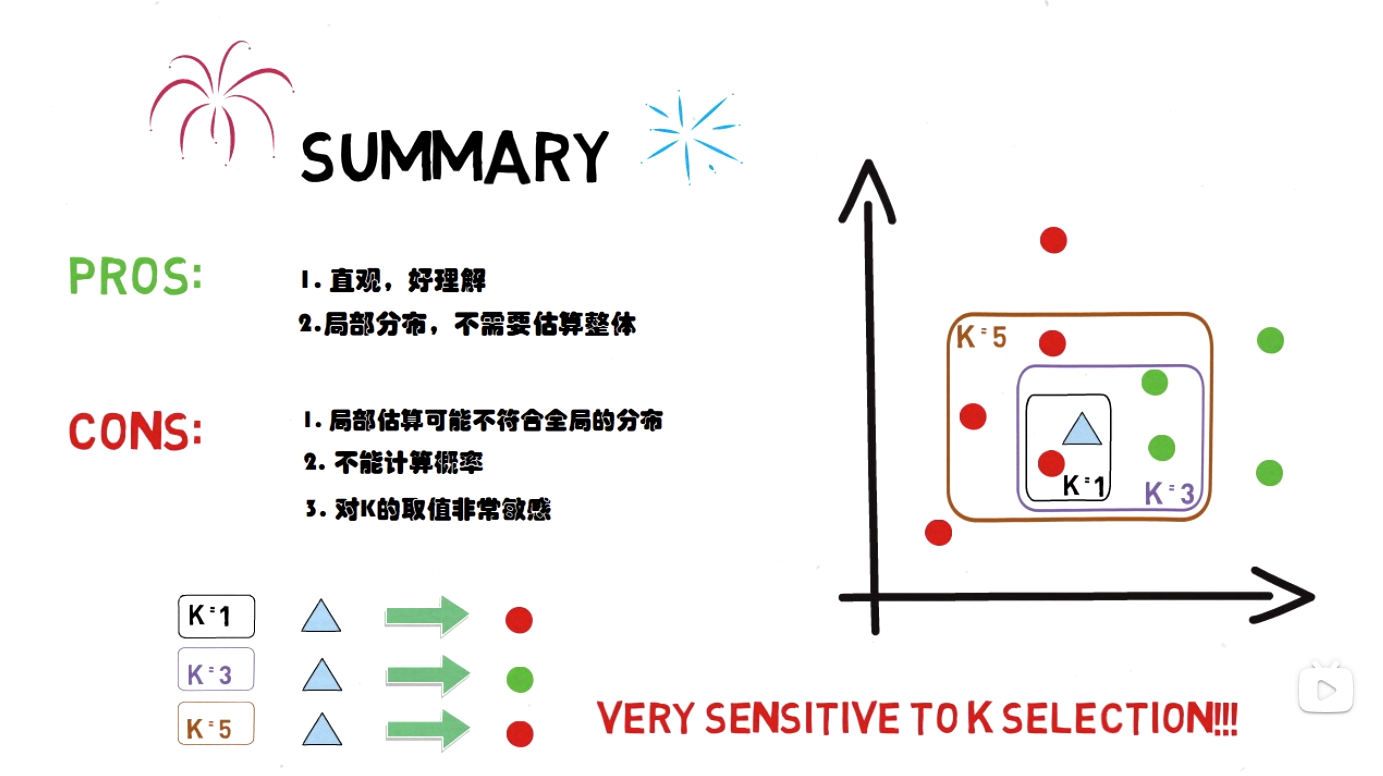 SUMMARY
PROS:
1. 直观，好理解
2.局部分布，不需要估算整体
CONS:
1. 局部估算可能不符合全局的分布
2. 不能计算概率
3. 对K的取值非常敏感
K=1
K=3
K=5
K=5
K=1
K=3
VERY SENSITIVE TO K SELECTION!!!